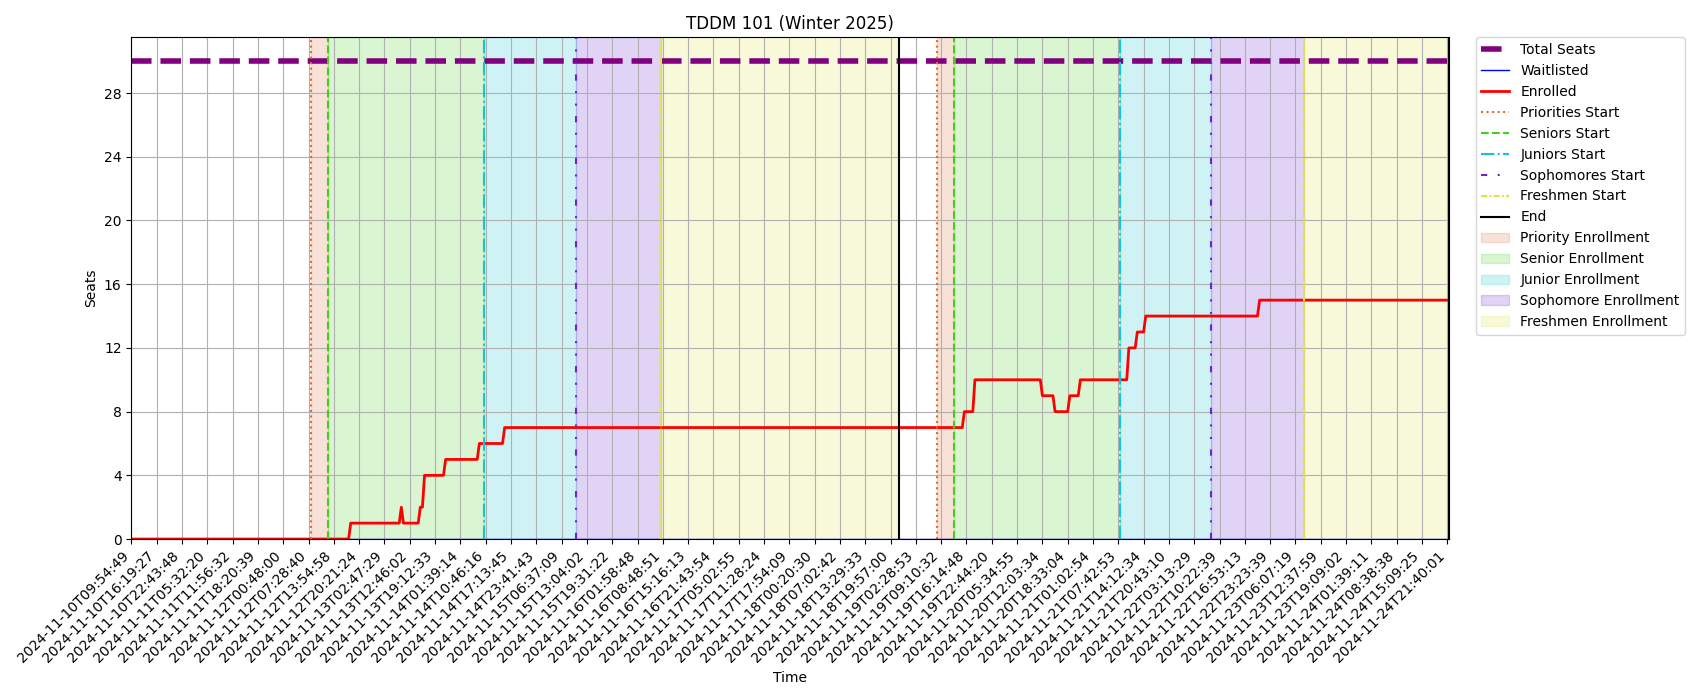 TDDM 101 (Winter 2025)
Seats
28
24
20
16
12
8
4
0
2024-11-10T09:54:49
2024-11-10T16:19:27
2024-11-10T22:43:48
2024-11-11T05:32:20
2024-11-11T11:56:32
2024-11-11T18:20:39
2024-11-12T00:48:00
2024-11-12T07:28:40
2024-11-12T13:54:58
2024-11-12T20:21:24
2024-11-13T02:47:29
2024-11-13T12:46:02
2024-11-13T19:12:33
2024-11-14T01:39:14
2024-11-14T10:46:16
2024-11-14T17:13:45
2024-11-14T23:41:43
2024-11-15T06:37:09
2024-11-15T13:04:02
2024-11-15T19:31:22
2024-11-16T01:58:48
2024-11-16T08:48:51
2024-11-16T15:16:13
2024-11-16T21:43:54
2024-11-17T05:02:55
2024-11-17T11:28:24
2024-11-17T17:54:09
2024-11-18T00:20:30
2024-11-18T07:02:42
2024-11-18T13:29:33
2024-11-18T19:57:00
2024-11-19T02:28:53
2024-11-19T09:10:32
2024-11-19T16:14:48
2024-11-19T22:44:20
2024-11-20T05:34:55
2024-11-20T12:03:34
2024-11-20T18:33:04
2024-11-21T01:02:54
2024-11-21T07:42:53
2024-11-21T14:12:34
2024-11-21T20:43:10
2024-11-22T03:13:29
2024-11-22T10:22:39
2024-11-22T16:53:13
2024-11-22T23:23:39
2024-11-23T06:07:19
2024-11-23T12:37:59
2024-11-23T19:09:02
2024-11-24T01:39:11
2024-11-24T08:38:38
2024-11-24T15:09:25
2024-11-24T21:40:01
Time
Total Seats
Waitlisted
Enrolled
Priorities Start
Seniors Start
Juniors Start
Sophomores Start
Freshmen Start
End
Priority Enrollment
Senior Enrollment
Junior Enrollment
Sophomore Enrollment
Freshmen Enrollment